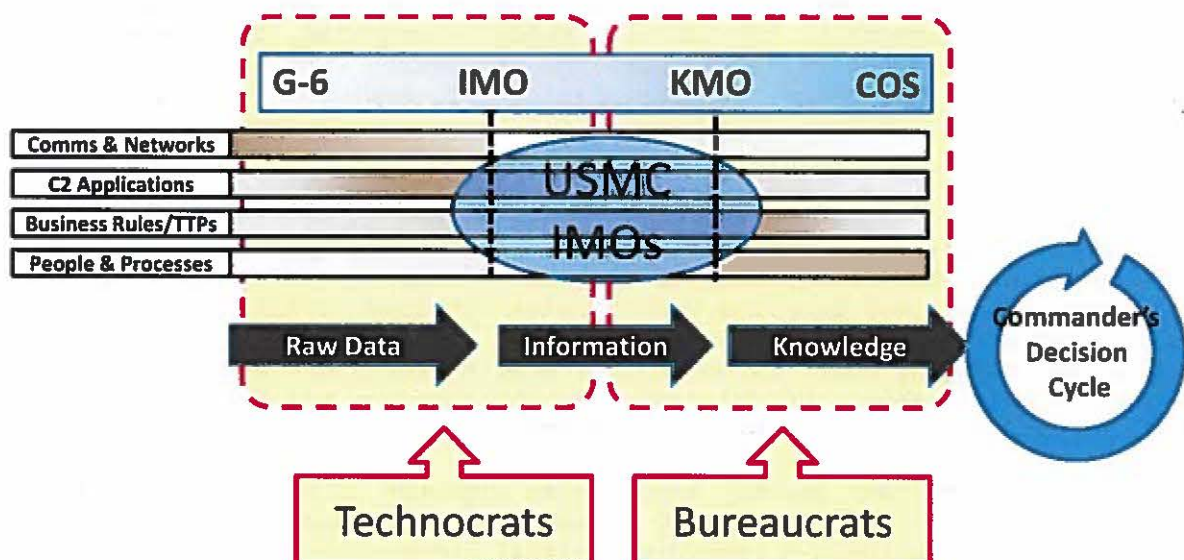 G-6 IMO KMO COS
Comms & Networks
C2 Applications
Business Rules/TTPs
People & Processes
USMC
IMOs
Raw Data
Information
Knowledge
Commander's
Decision
Cycle
Technocrats
Bureaucrats